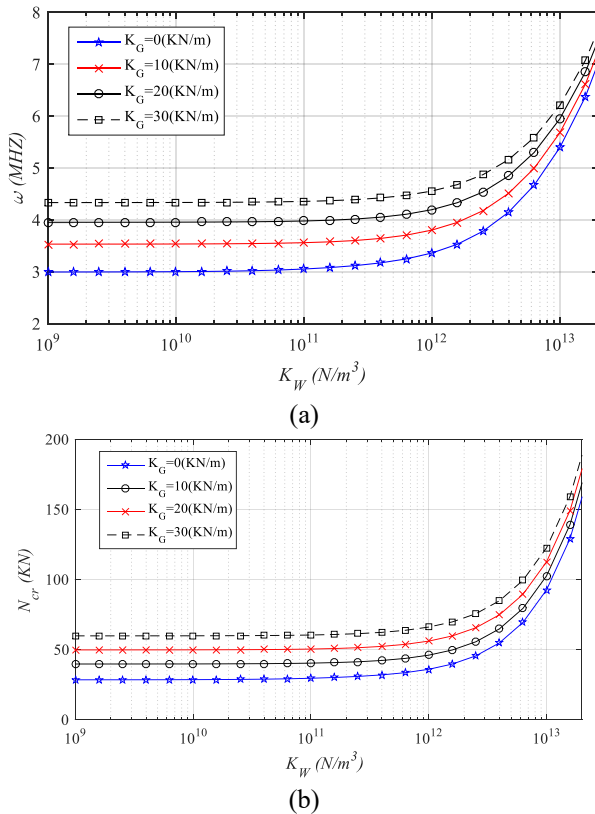 8
7
6
5
4
3
2
ω (MHZ)
K_G=0(KN/m)
K_G=10(KN/m)
K_G=20(KN/m)
K_G=30(KN/m)
10^9 10^10 10^11 10^12 10^13
K_W (N/m^3)
(a)
200
150
100
50
0
N_cr (KN)
K_G=0(KN/m)
K_G=10(KN/m)
K_G=20(KN/m)
K_G=30(KN/m)
10^9 10^10 10^11 10^12 10^13
K_W (N/m^3)
(b)